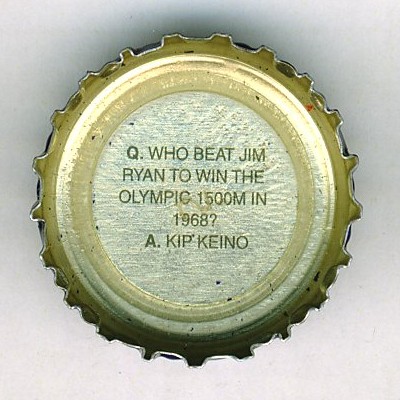 Q. WHO BEAT JIM
RYAN TO WIN THE
OLYMPIC 1500M IN
1968?
A. KIP KEINO